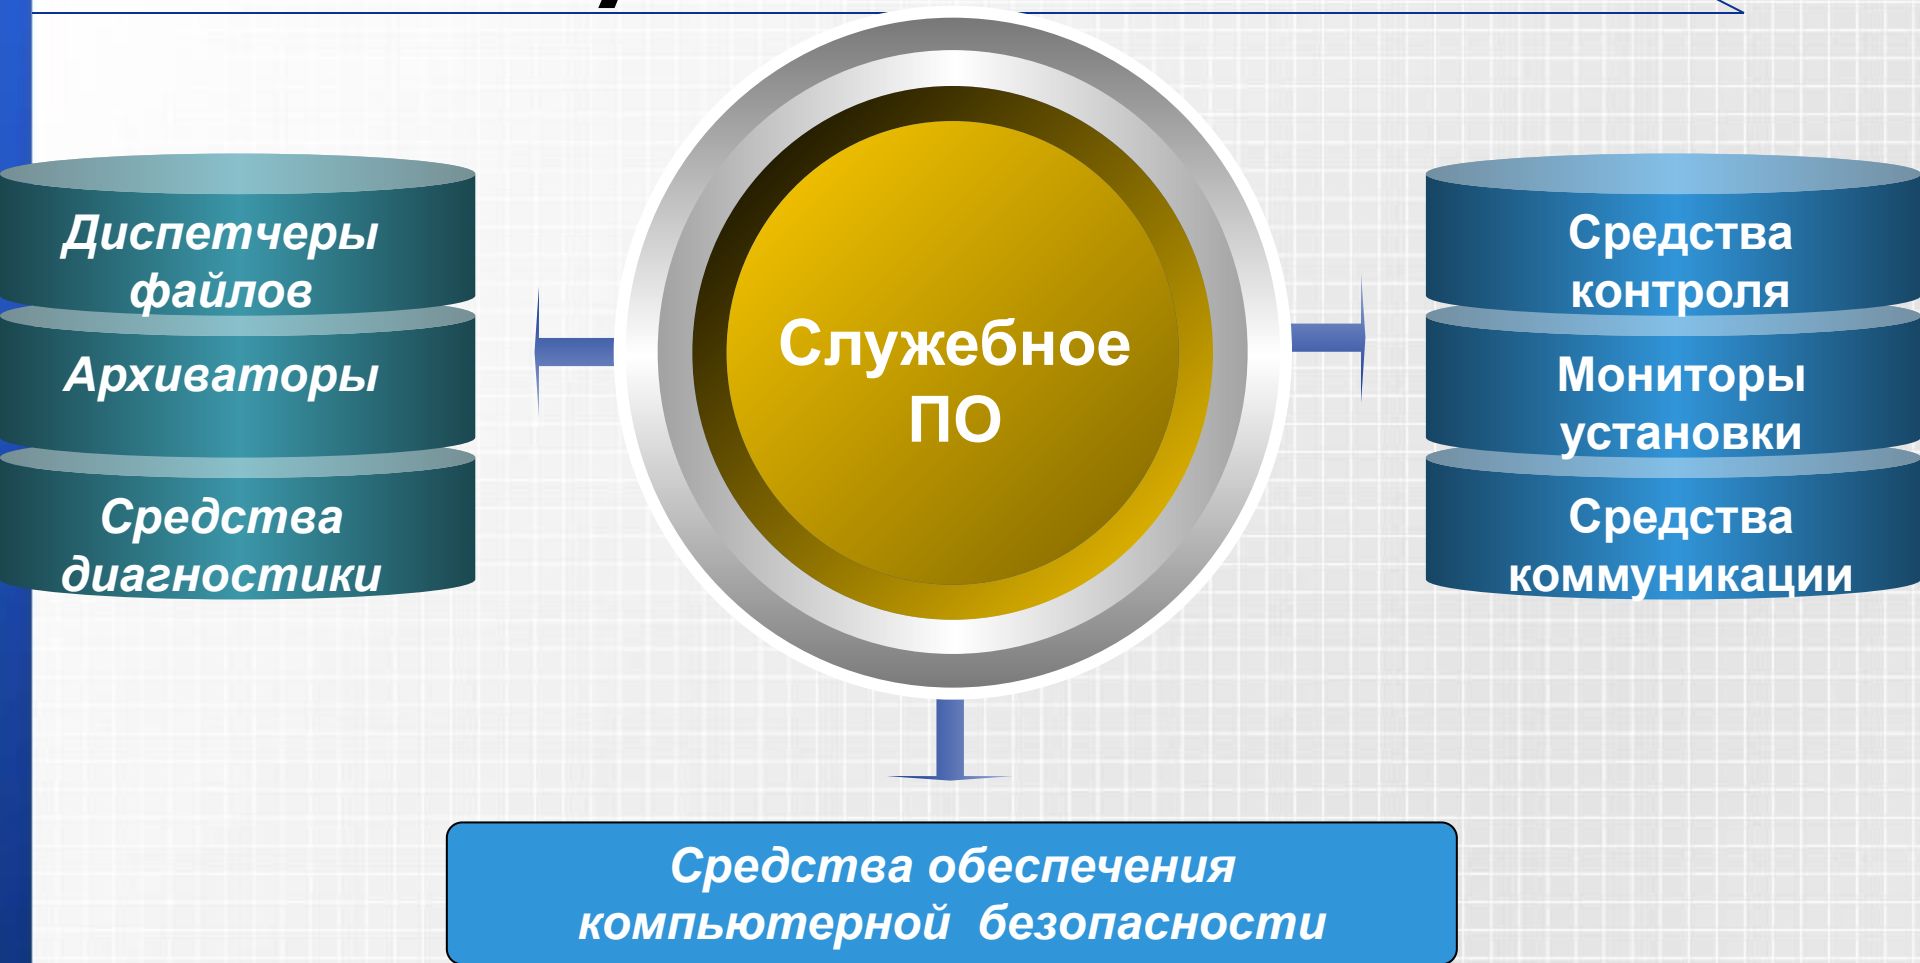 Диспетчеры
файлов
Архиваторы
Средства
диагностики
Служебное
ПО
Средства
контроля
Мониторы
установки
Средства
коммуникации
Средства обеспечения
компьютерной безопасности